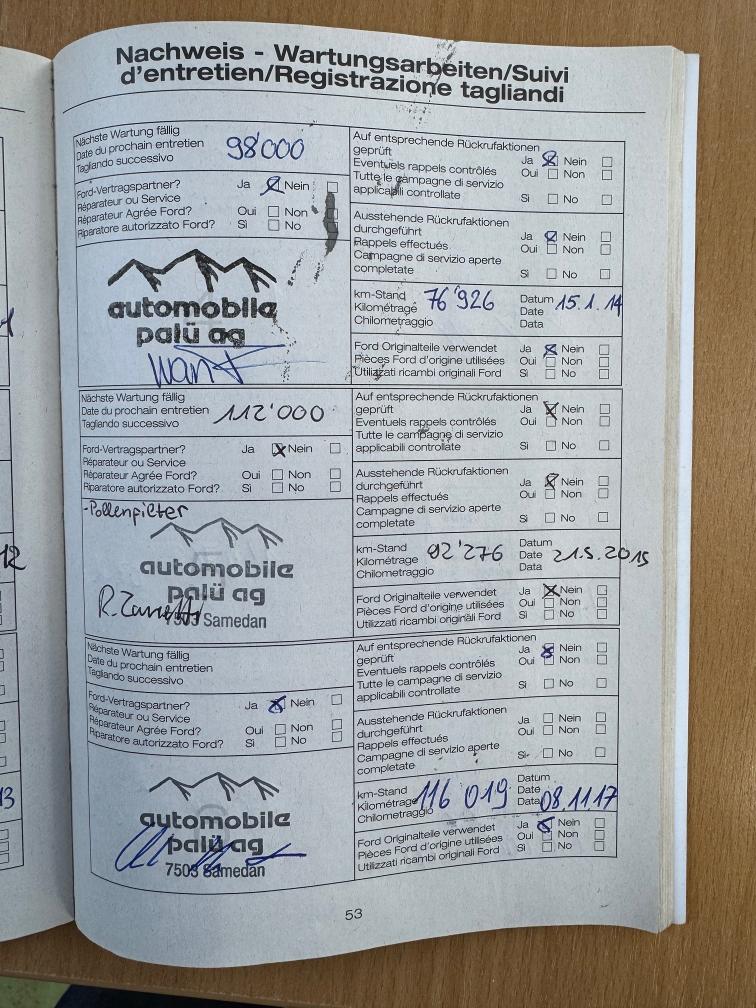 Nachweis - Wartungsarbeiten/Suivi
d'entretien/Registrazione tagliandi
Nächste Wartung fällig
Date du prochain entretien
Tagliando successivo
98'000
Ford-Vertragspartner? Ja Nein
Réparateur ou Service
Réparateur Agrée Ford? Oui Non
Riparatore autorizzato Ford? Sì No
automobile
palü ag
Auf entsprechende Rückrufaktionen
geprüft Ja Nein
Eventuels rappels contrôlés Oui Non
Tutte le campagne di servizio
applicabili controllate Si No
Ausstehende Rückrufaktionen
durchgeführt Ja Nein
Rappels effectués Oui Non
Campagne di servizio aperte
completate Sì No
km-Stand
Kilométrage
Chilometraggio
76'926
Datum
Date
Data
15.1.14
Ford Originalteile verwendet Ja Nein
Pièces Ford d'origine utilisées Oui Non
Utilizzati ricambi originali Ford Sì No
Nächste Wartung fällig
Date du prochain entretien
Tagliando successivo
112'000
Ford-Vertragspartner? Ja Nein
Réparateur ou Service
Réparateur Agrée Ford? Oui Non
Riparatore autorizzato Ford? Sì No
-Pollenfilter
automobile
palü ag
7503 Samedan
Auf entsprechende Rückrufaktionen
geprüft Ja Nein
Eventuels rappels contrôlés Oui Non
Tutte le campagne di servizio
applicabili controllate Si No
Ausstehende Rückrufaktionen
durchgeführt Ja Nein
Rappels effectués Oui Non
Campagne di servizio aperte
completate Sì No
km-Stand
Kilométrage
Chilometraggio
92'276
Datum
Date
Data
21.5.2015
Ford Originalteile verwendet Ja Nein
Pièces Ford d'origine utilisées Oui Non
Utilizzati ricambi originali Ford Sì No
Nächste Wartung fällig
Date du prochain entretien
Tagliando successivo
Ford-Vertragspartner? Ja Nein
Réparateur ou Service
Réparateur Agrée Ford? Oui Non
Riparatore autorizzato Ford? Sì No
automobile
palü ag
7503 Samedan
Auf entsprechende Rückrufaktionen
geprüft Ja Nein
Eventuels rappels contrôlés Oui Non
Tutte le campagne di servizio
applicabili controllate Si No
Ausstehende Rückrufaktionen
durchgeführt Ja Nein
Rappels effectués Oui Non
Campagne di servizio aperte
completate Sì No
km-Stand
Kilométrage
Chilometraggio
116 019
Datum
Date
Data
08.11.17
Ford Originalteile verwendet Ja Nein
Pièces Ford d'origine utilisées Oui Non
Utilizzati ricambi originali Ford Sì No
53